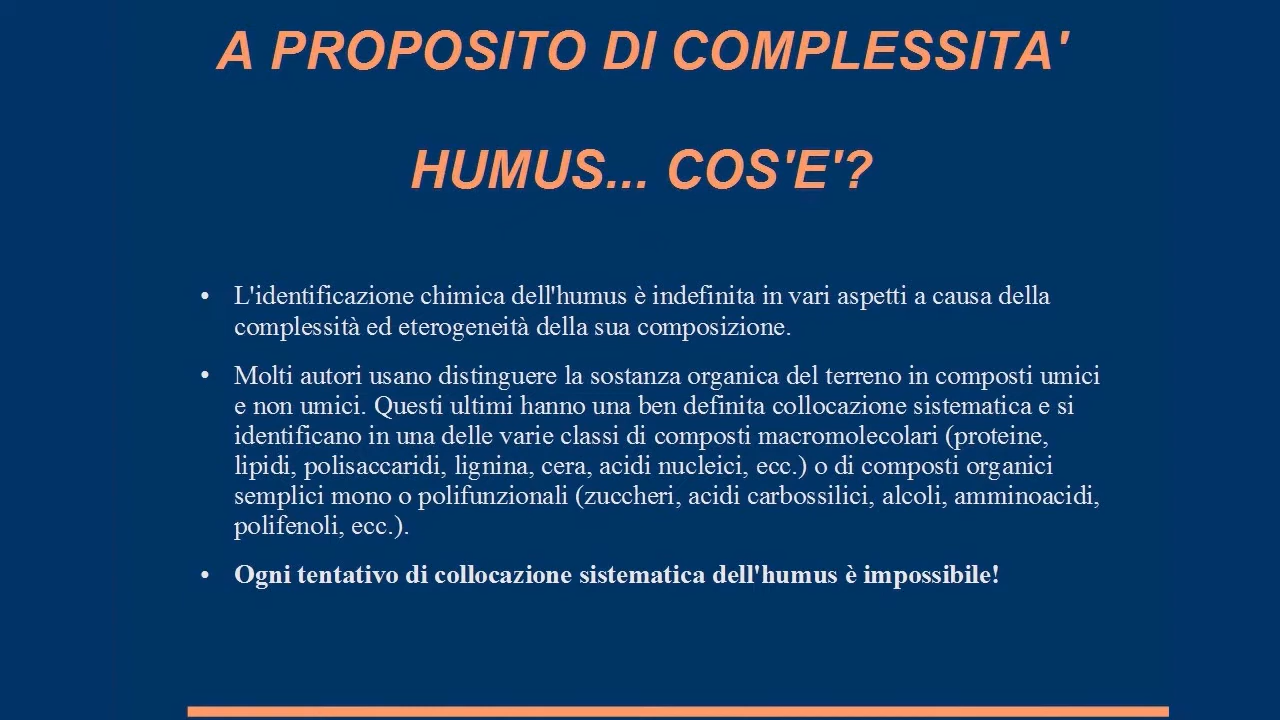 A PROPOSITO DI COMPLESSITA'
HUMUS... COS'E'?
• L'identificazione chimica dell'humus è indefinita in vari aspetti a causa della
complessità ed eterogeneità della sua composizione.
• Molti autori usano distinguere la sostanza organica del terreno in composti umici
e non umici. Questi ultimi hanno una ben definita collocazione sistematica e si
identificano in una delle varie classi di composti macromolecolari (proteine,
lipidi, polisaccaridi, lignina, cera, acidi nucleici, ecc.) o di composti organici
semplici mono o polifunzionali (zuccheri, acidi carbossilici, alcoli, amminoacidi,
polifenoli, ecc.).
• Ogni tentativo di collocazione sistematica dell'humus è impossibile!